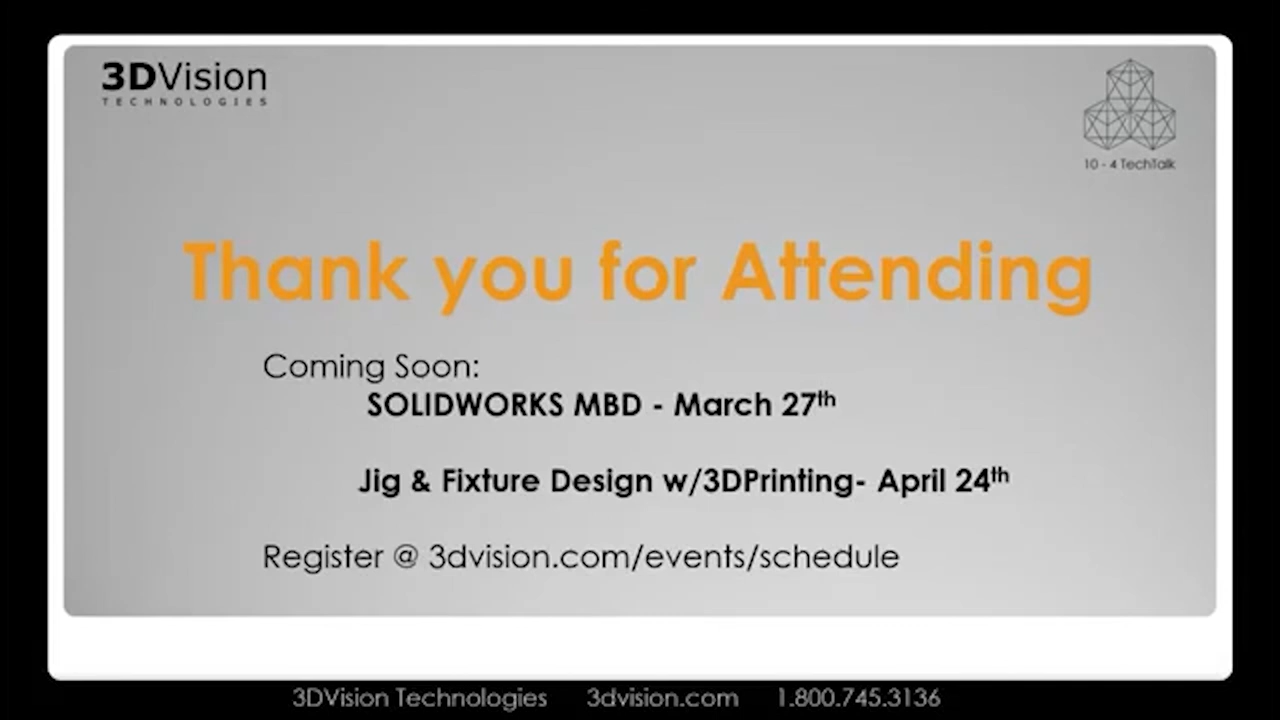 3DVision
TECHNOLOGIES
10 - 4 TechTalk
Thank you for Attending
Coming Soon:
SOLIDWORKS MBD - March 27th
Jig & Fixture Design w/3DPrinting- April 24th
Register @ 3dvision.com/events/schedule
3DVision Technologies 3dvision.com 1.800.745.3136